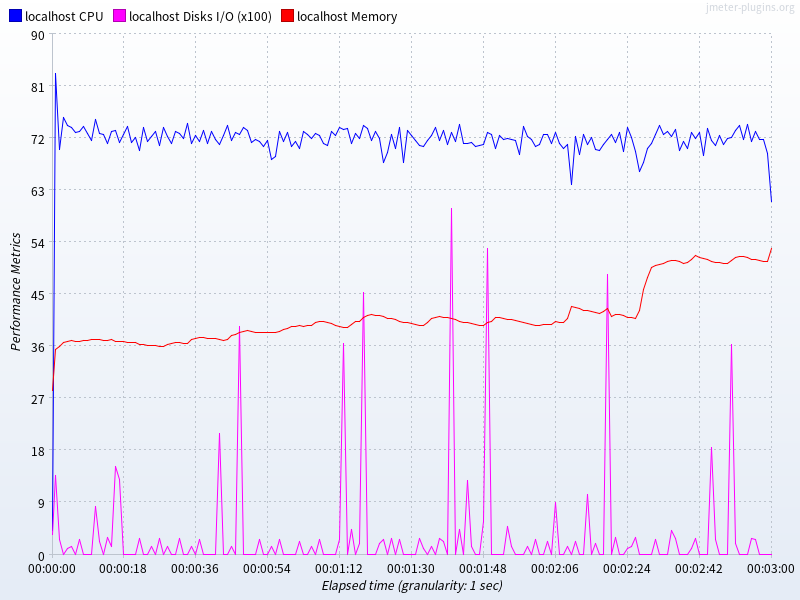 jmeter-plugins.org
localhost CPU localhost Disks I/O (x100) localhost Memory
90
81
72
63
54
45
36
27
18
9
0
Performance Metrics
00:00:00 00:00:18 00:00:36 00:00:54 00:01:12 00:01:30 00:01:48 00:02:06 00:02:24 00:02:42 00:03:00
Elapsed time (granularity: 1 sec)